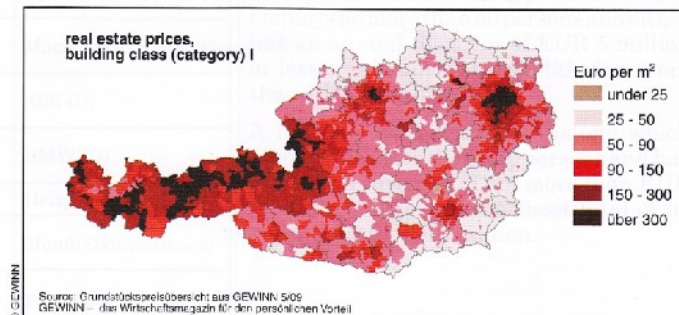 real estate prices,
building class (category) I
Euro per m²
under 25
25 - 50
50 - 90
90 - 150
150 - 300
über 300
Source: Grundstückspreisübersicht aus GEWINN 5/09
GEWINN – das Wirtschaftsmagazin für den persönlichen Vorteil
© GEWINN